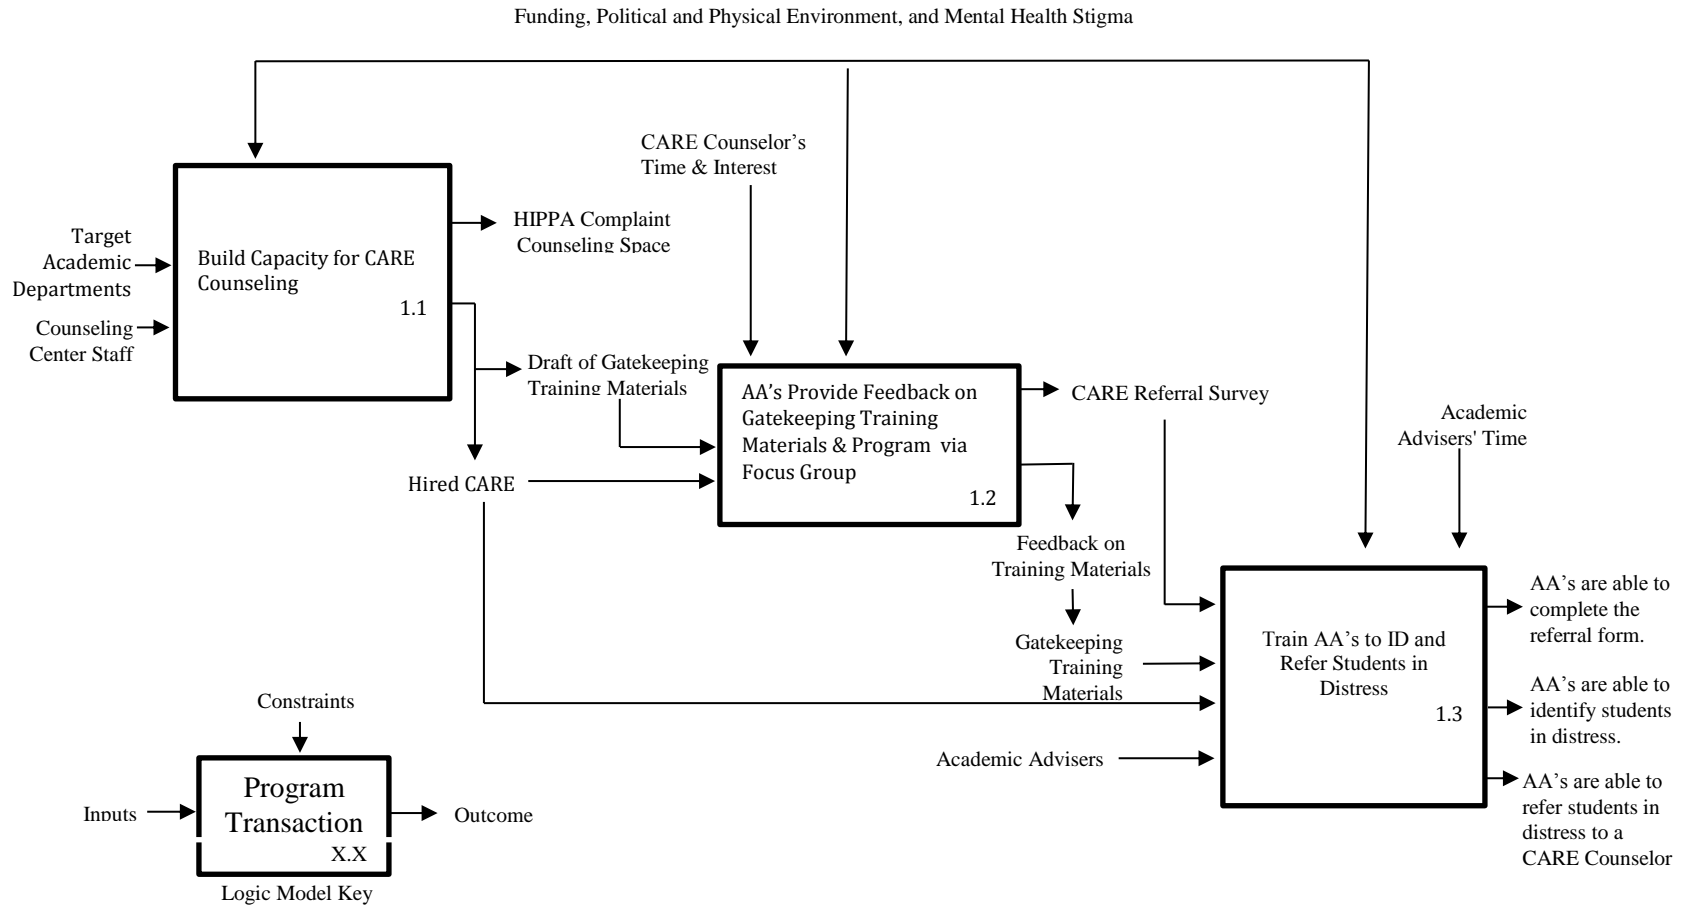 Funding, Political and Physical Environment, and Mental Health Stigma
CARE Counselor's
Time & Interest
HIPPA Complaint
Counseling Space
Target
Academic
Departments
Counseling
Center Staff
Build Capacity for CARE
Counseling
1.1
Draft of Gatekeeping
Training Materials
Hired CARE
AA's Provide Feedback on
Gatekeeping Training
Materials & Program via
Focus Group
1.2
CARE Referral Survey
Academic
Advisers' Time
Feedback on
Training Materials
Gatekeeping
Training
Materials
Academic Advisers
Train AA's to ID and
Refer Students in
Distress
1.3
AA's are able to
complete the
referral form.
AA's are able to
identify students
in distress.
AA's are able to
refer students in
distress to a
CARE Counselor
Constraints
Inputs
Program
Transaction
X.X
Outcome
Logic Model Key